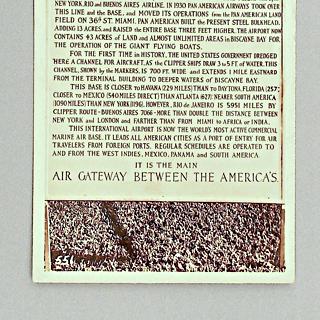 NEW YORK, RIO and BUENOS AIRES AIRLINE. IN 1930 PAN AMERICAN AIRWAYS TOOK OVER
THIS LINE and the BASE, and MOVED ITS OPERATIONS from the PAN AMERICAN LAND
FIELD ON 36th ST. MIAMI. PAN AMERICAN BUILT the PRESENT STEEL BULKHEAD,
ADDING 13 ACRES and RAISED the ENTIRE BASE THREE FEET HIGHER. THE AIRPORT NOW
CONTAINS 43 ACRES of LAND and ALMOST UNLIMITED AREAS in BISCAYNE BAY FOR
THE OPERATION OF THE GIANT FLYING BOATS.
FOR THE FIRST TIME in HISTORY, THE UNITED STATES GOVERNMENT DREDGED
HERE A CHANNEL FOR AIRCRAFT, AS the CLIPPER SHIPS DRAW 3 to 5 FT. of WATER. THIS
CHANNEL, SHOWN by the MARKERS, IS 700 FT. WIDE and EXTENDS 1 MILE EASTWARD
FROM THE TERMINAL BUILDING TO DEEPER WATERS of BISCAYNE BAY.
THIS BASE IS CLOSER to HAVANA (229 MILES) THAN to DAYTONA, FLORIDA (257);
CLOSER to MEXICO (540 MILES DIRECT) THAN ATLANTA (627); NEARER SOUTH AMERICA
(1090 MILES) THAN NEW YORK (1196). HOWEVER, RIO de JANEIRO IS 5951 MILES BY
CLIPPER ROUTE - BUENOS AIRES 7066 - MORE THAN DOUBLE THE DISTANCE BETWEEN
NEW YORK and LONDON and FARTHER THAN FROM MIAMI to AFRICA or INDIA.
THIS INTERNATIONAL AIRPORT IS NOW the WORLD'S MOST ACTIVE COMMERCIAL
MARINE AIR BASE. IT LEADS ALL AMERICAN CITIES AS A PORT of ENTRY FOR AIR
TRAVELERS FROM FOREIGN PORTS. REGULAR SCHEDULES ARE OPERATED TO
AND FROM THE WEST INDIES, MEXICO, PANAMA and SOUTH AMERICA.
IT IS THE MAIN
AIR GATEWAY BETWEEN THE AMERICA'S.
551